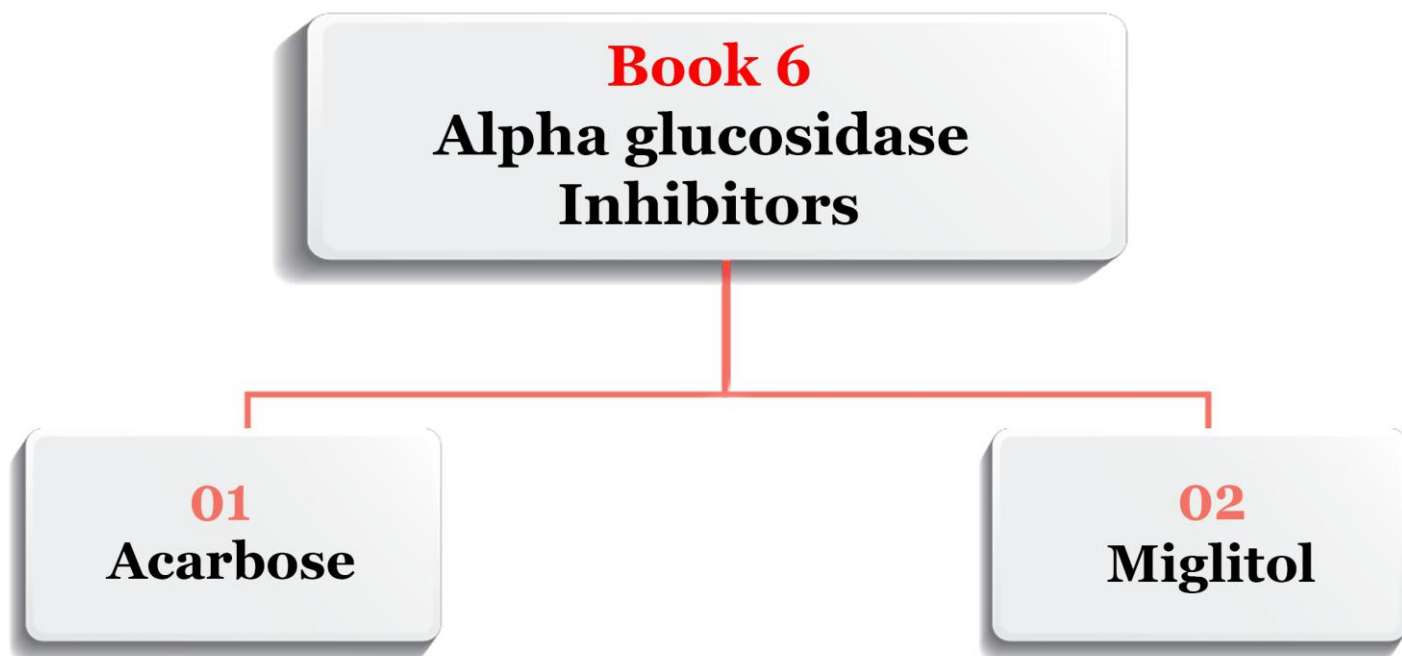 Book 6
Alpha glucosidase
Inhibitors
01
Acarbose
02
Miglitol